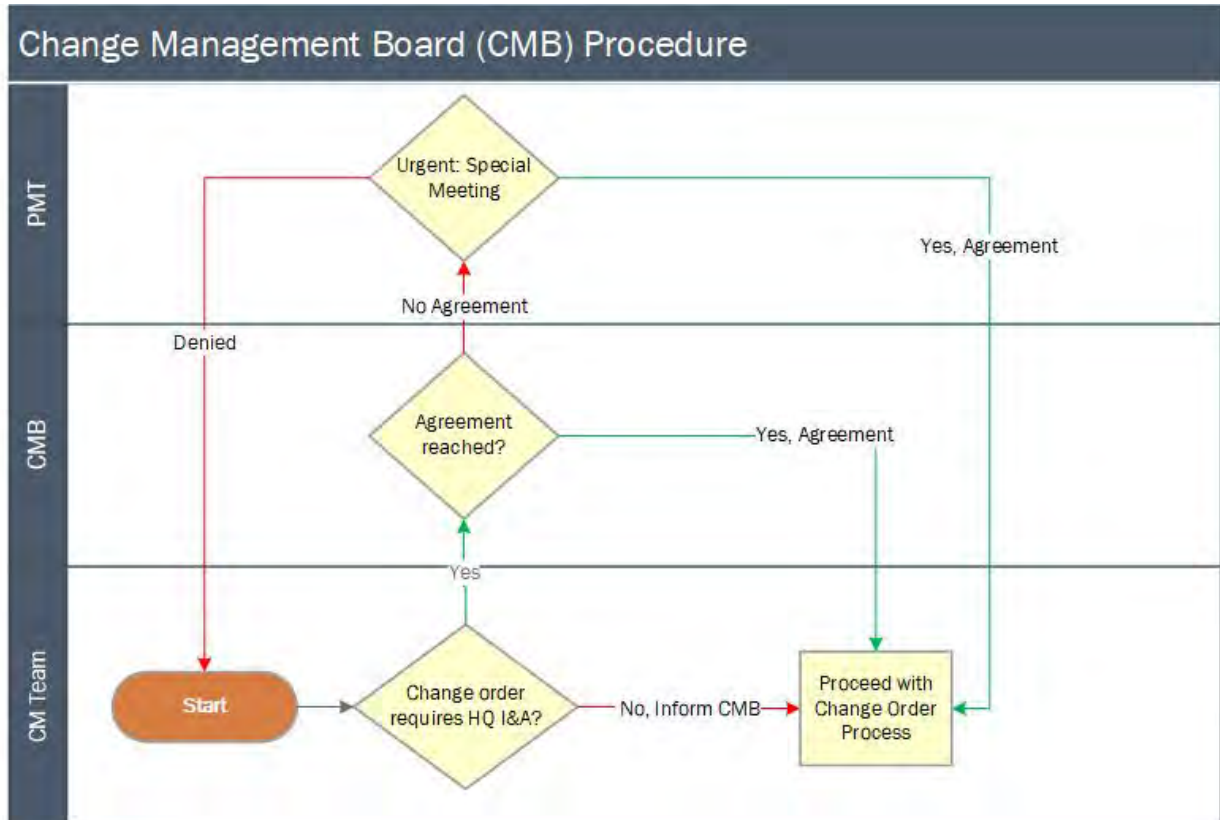 Change Management Board (CMB) Procedure
PMT
Urgent: Special
Meeting
Yes, Agreement
No Agreement
Denied
CMB
Agreement
reached?
Yes, Agreement
Yes
CM Team
Start
Change order
requires HQ I&A?
No, Inform CMB
Proceed with
Change Order
Process